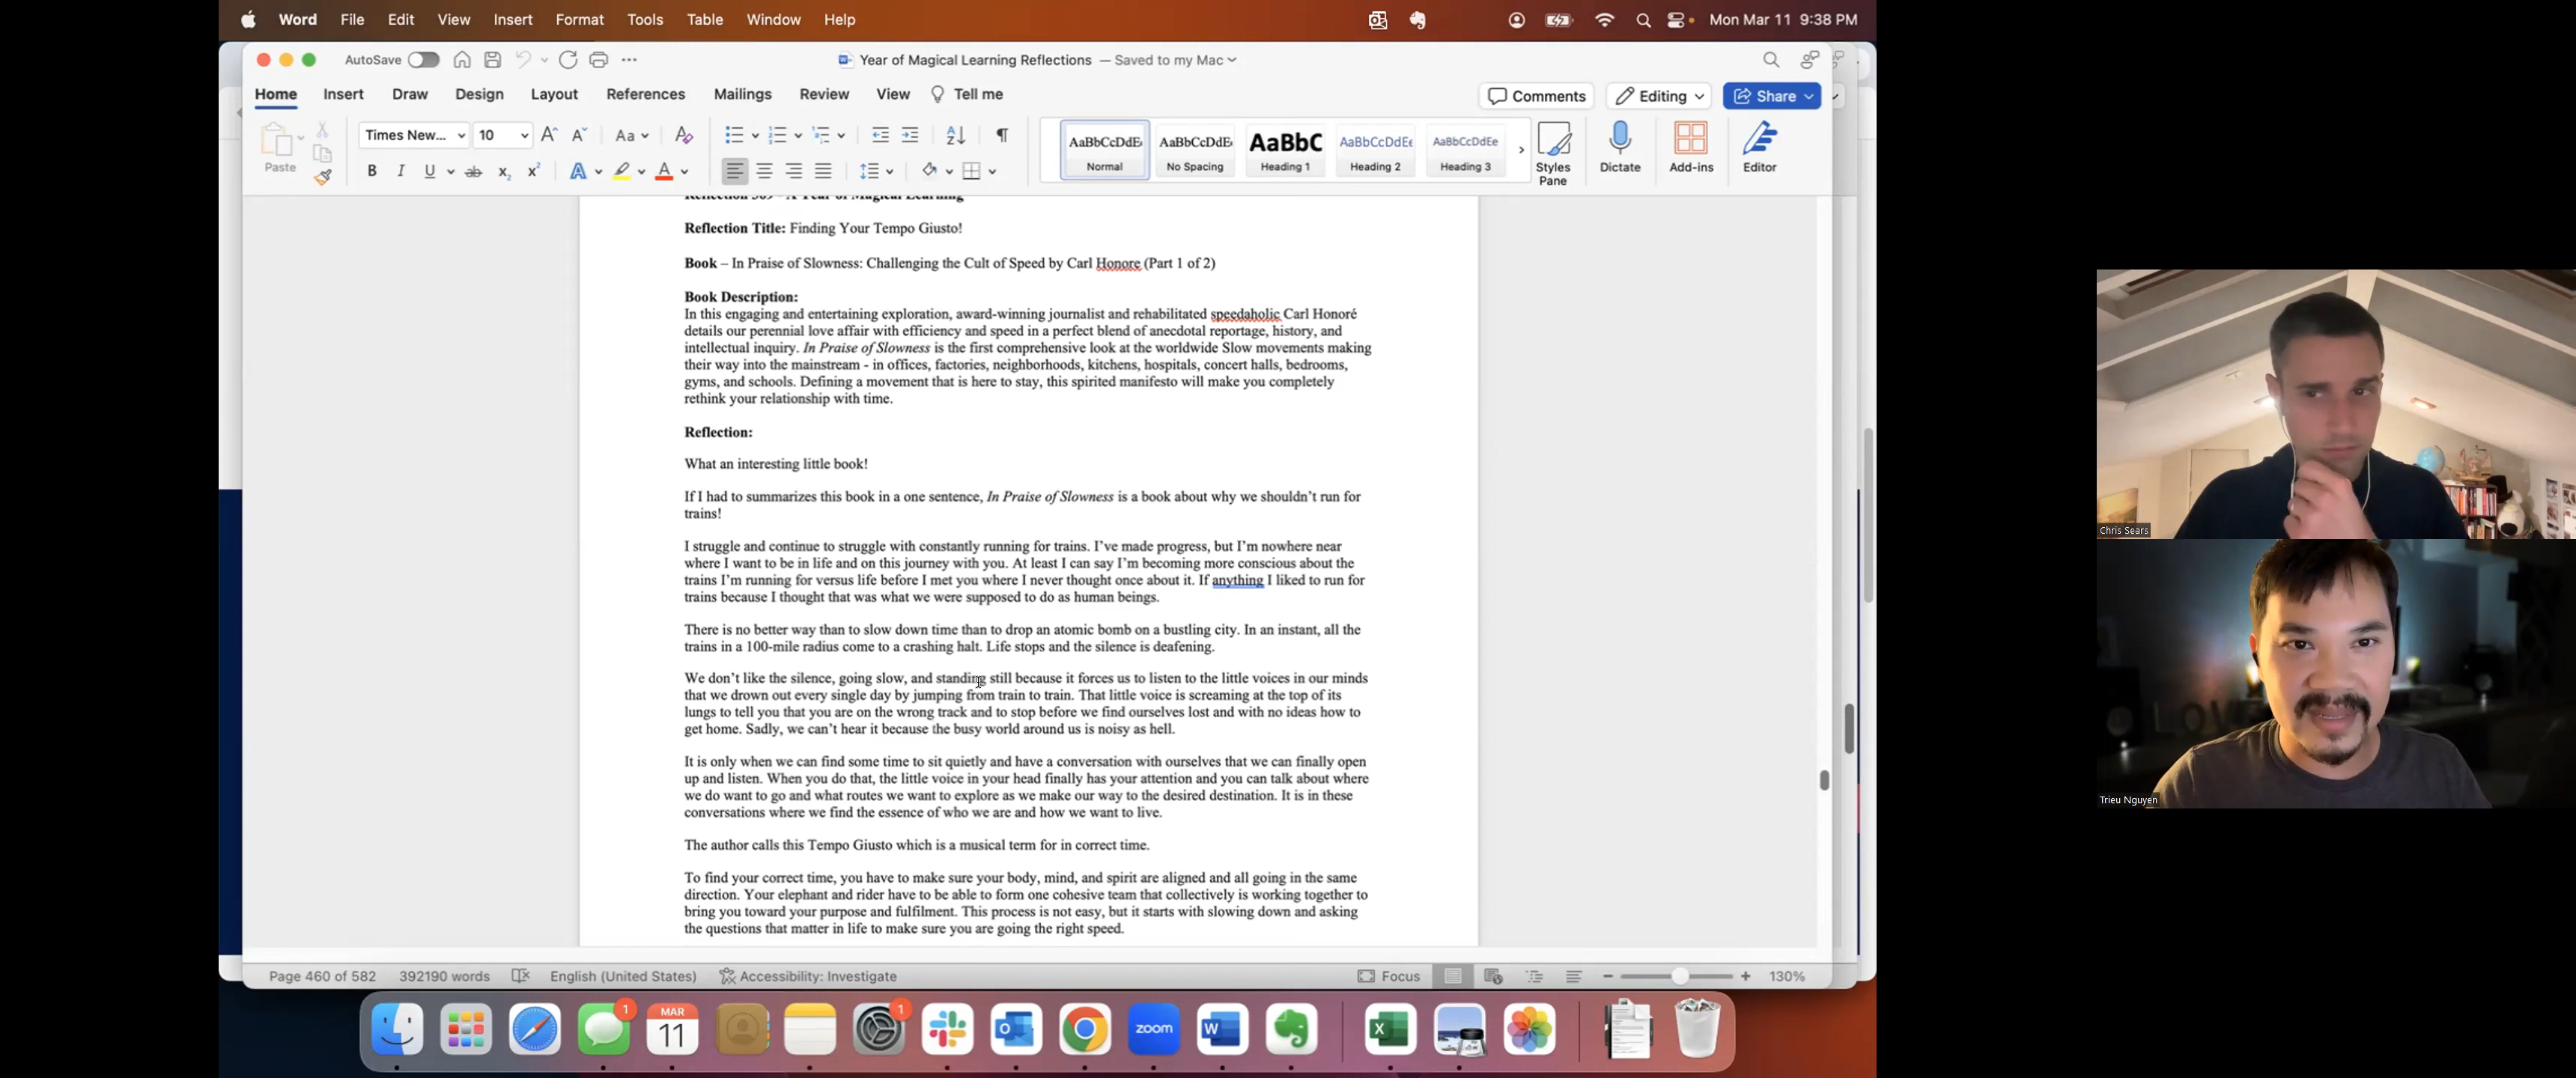 Word File Edit View Insert Format Tools Table Window Help Mon Mar 11 9:38 PM
AutoSave Year of Magical Learning Reflections — Saved to my Mac
Home Insert Draw Design Layout References Mailings Review View Tell me Comments Editing Share
Paste Times New... 10 Aa AaBbCcDdEe AaBbCcDdEe AaBbC AaBbCcDdEe AaBbCcDdEe
Normal No Spacing Heading 1 Heading 2 Heading 3 Styles Pane Dictate Add-ins Editor
Reflection 309 - A Year of Magical Learning
Reflection Title: Finding Your Tempo Giusto!
Book – In Praise of Slowness: Challenging the Cult of Speed by Carl Honore (Part 1 of 2)
Book Description:
In this engaging and entertaining exploration, award-winning journalist and rehabilitated speedaholic Carl Honoré
details our perennial love affair with efficiency and speed in a perfect blend of anecdotal reportage, history, and
intellectual inquiry. In Praise of Slowness is the first comprehensive look at the worldwide Slow movements making
their way into the mainstream - in offices, factories, neighborhoods, kitchens, hospitals, concert halls, bedrooms,
gyms, and schools. Defining a movement that is here to stay, this spirited manifesto will make you completely
rethink your relationship with time.
Reflection:
What an interesting little book!
If I had to summarizes this book in a one sentence, In Praise of Slowness is a book about why we shouldn't run for
trains!
I struggle and continue to struggle with constantly running for trains. I've made progress, but I'm nowhere near
where I want to be in life and on this journey with you. At least I can say I'm becoming more conscious about the
trains I'm running for versus life before I met you where I never thought once about it. If anything I liked to run for
trains because I thought that was what we were supposed to do as human beings.
There is no better way than to slow down time than to drop an atomic bomb on a bustling city. In an instant, all the
trains in a 100-mile radius come to a crashing halt. Life stops and the silence is deafening.
We don't like the silence, going slow, and standing still because it forces us to listen to the little voices in our minds
that we drown out every single day by jumping from train to train. That little voice is screaming at the top of its
lungs to tell you that you are on the wrong track and to stop before we find ourselves lost and with no ideas how to
get home. Sadly, we can't hear it because the busy world around us is noisy as hell.
It is only when we can find some time to sit quietly and have a conversation with ourselves that we can finally open
up and listen. When you do that, the little voice in your head finally has your attention and you can talk about where
we do want to go and what routes we want to explore as we make our way to the desired destination. It is in these
conversations where we find the essence of who we are and how we want to live.
The author calls this Tempo Giusto which is a musical term for in correct time.
To find your correct time, you have to make sure your body, mind, and spirit are aligned and all going in the same
direction. Your elephant and rider have to be able to form one cohesive team that collectively is working together to
bring you toward your purpose and fulfilment. This process is not easy, but it starts with slowing down and asking
the questions that matter in life to make sure you are going the right speed.
Page 460 of 582 392190 words English (United States) Accessibility: Investigate Focus 130%
1 MAR 11 1 zoom
Chris Sears
LOVE
Trieu Nguyen